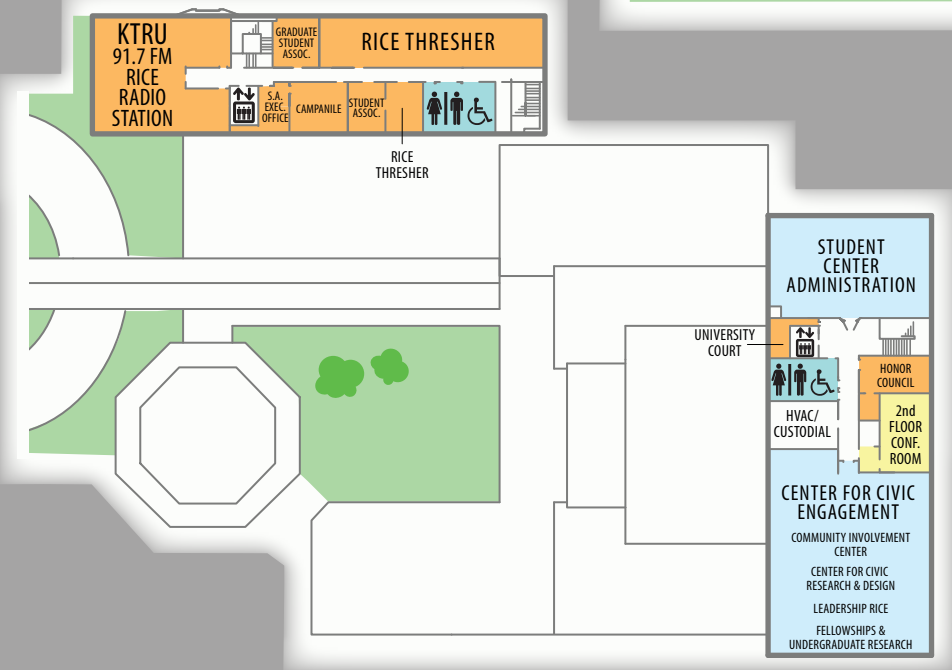 KTRU
91.7 FM
RICE
RADIO
STATION
GRADUATE
STUDENT
ASSOC.
RICE THRESHER
S.A.
EXEC.
OFFICE
CAMPANILE
STUDENT
ASSOC.
RICE
THRESHER
STUDENT
CENTER
ADMINISTRATION
UNIVERSITY
COURT
HONOR
COUNCIL
HVAC/
CUSTODIAL
2nd
FLOOR
CONF.
ROOM
CENTER FOR CIVIC
ENGAGEMENT
COMMUNITY INVOLVEMENT
CENTER
CENTER FOR CIVIC
RESEARCH & DESIGN
LEADERSHIP RICE
FELLOWSHIPS &
UNDERGRADUATE RESEARCH